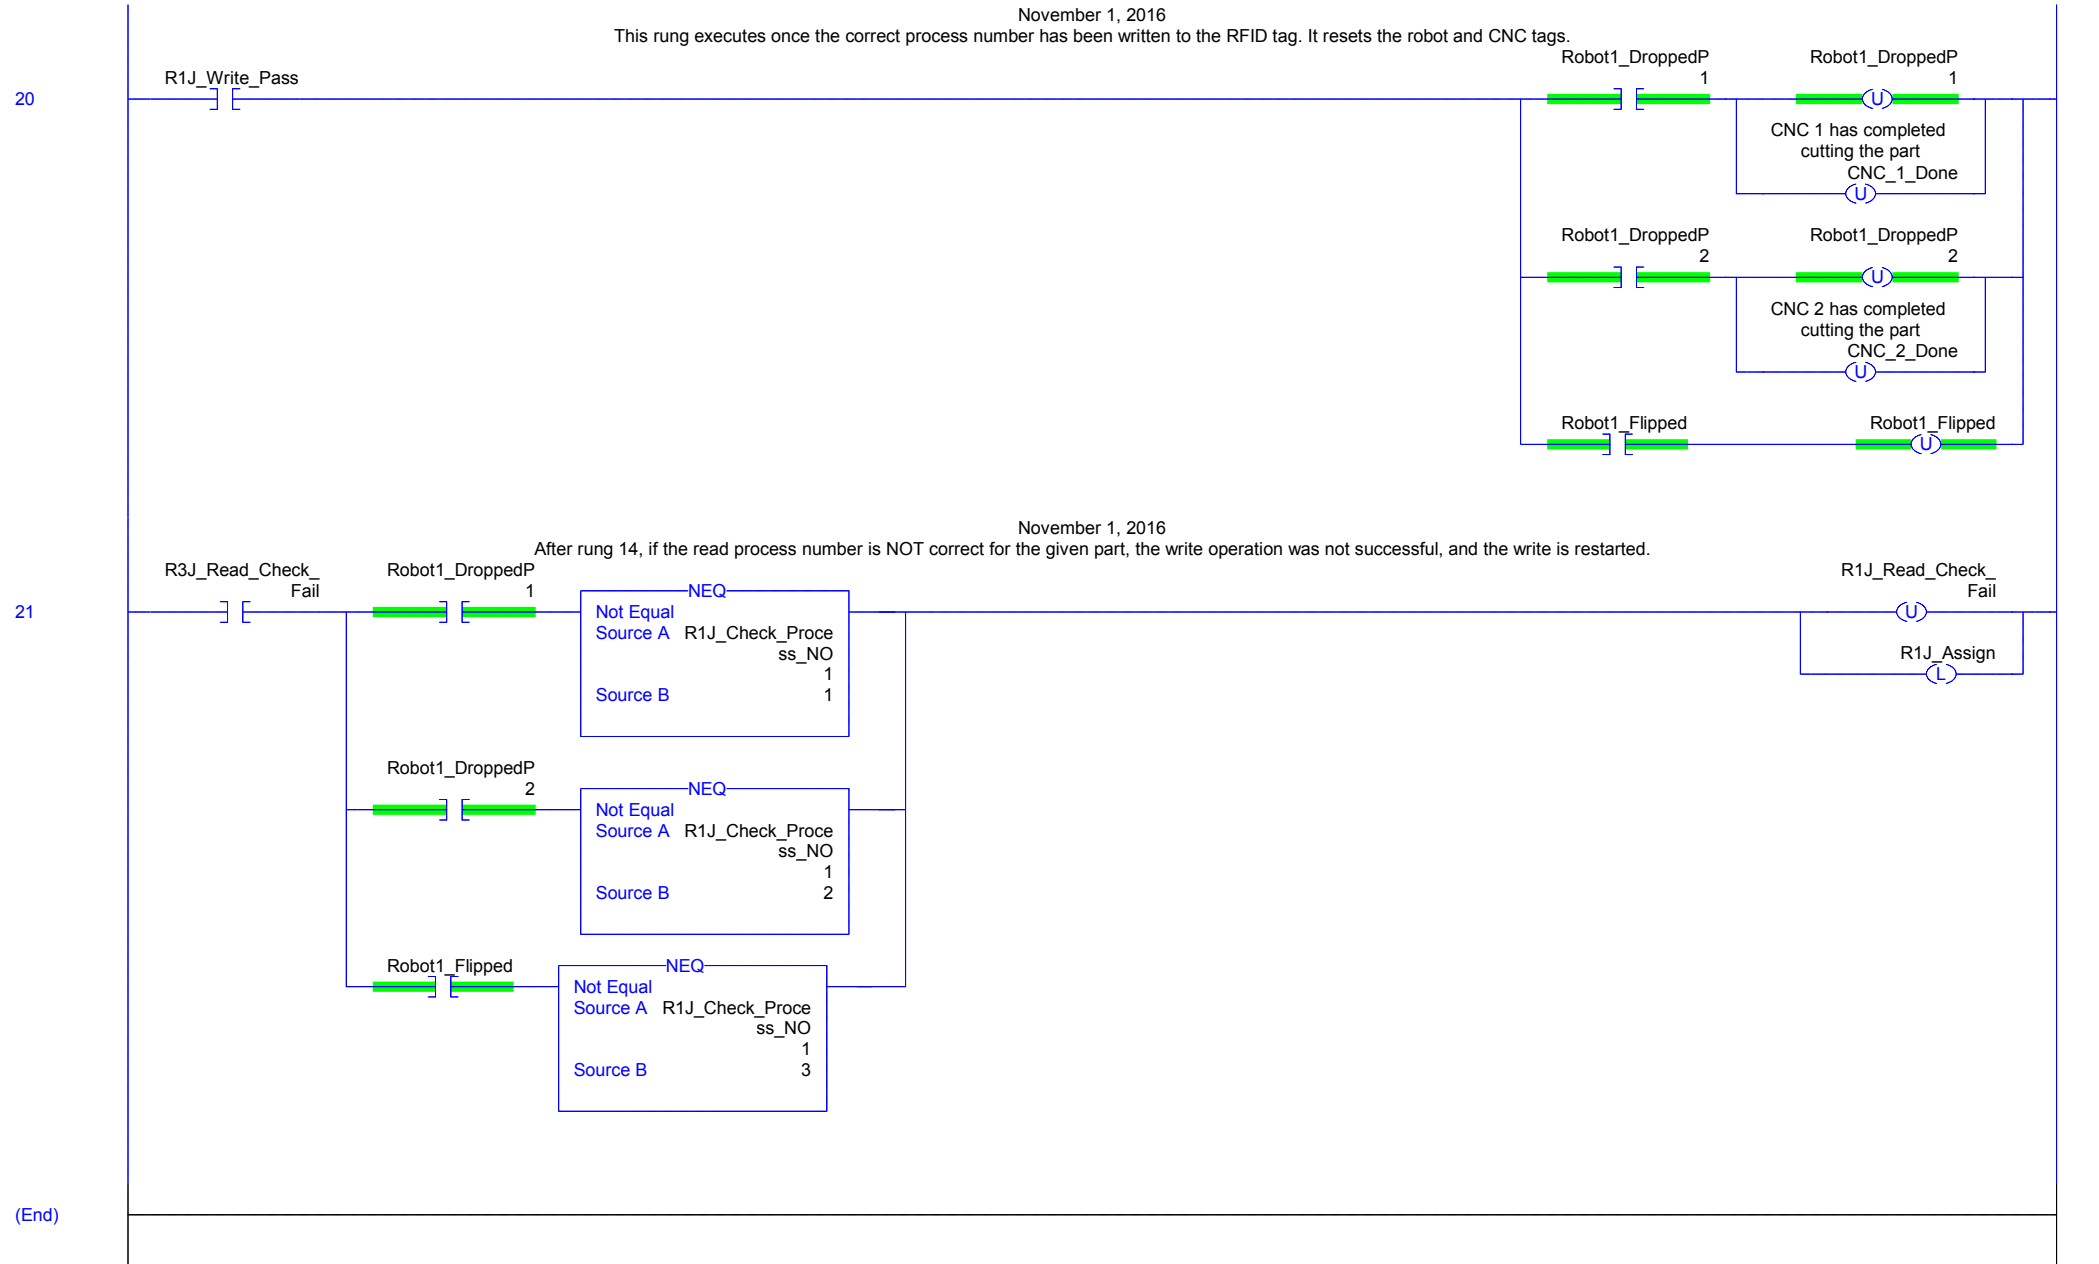 November 1, 2016
This rung executes once the correct process number has been written to the RFID tag. It resets the robot and CNC tags.
R1J_Write_Pass
Robot1_DroppedP
1
Robot1_DroppedP
1
20
U
CNC 1 has completed
cutting the part
CNC_1_Done
U
Robot1_DroppedP
2
Robot1_DroppedP
2
U
CNC 2 has completed
cutting the part
CNC_2_Done
U
Robot1_Flipped
Robot1_Flipped
U
November 1, 2016
After rung 14, if the read process number is NOT correct for the given part, the write operation was not successful, and the write is restarted.
R3J_Read_Check_
Fail
Robot1_DroppedP
1
R1J_Read_Check_
Fail
21
NEQ
Not Equal
Source A R1J_Check_Proce
ss_NO
1
Source B 1
U
R1J_Assign
L
Robot1_DroppedP
2
NEQ
Not Equal
Source A R1J_Check_Proce
ss_NO
1
Source B 2
Robot1_Flipped
NEQ
Not Equal
Source A R1J_Check_Proce
ss_NO
1
Source B 3
(End)